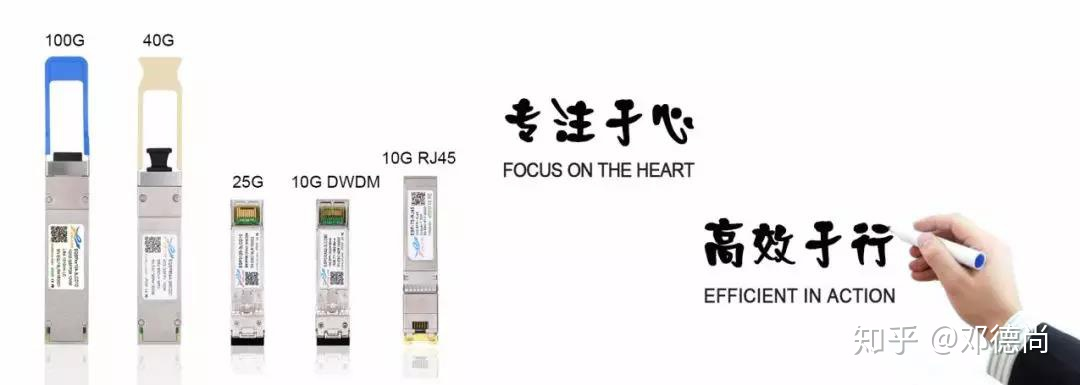 100G
40G
25G
10G DWDM
10G RJ45
专注于心
FOCUS ON THE HEART
高效于行
EFFICIENT IN ACTION
知乎 @邓德尚